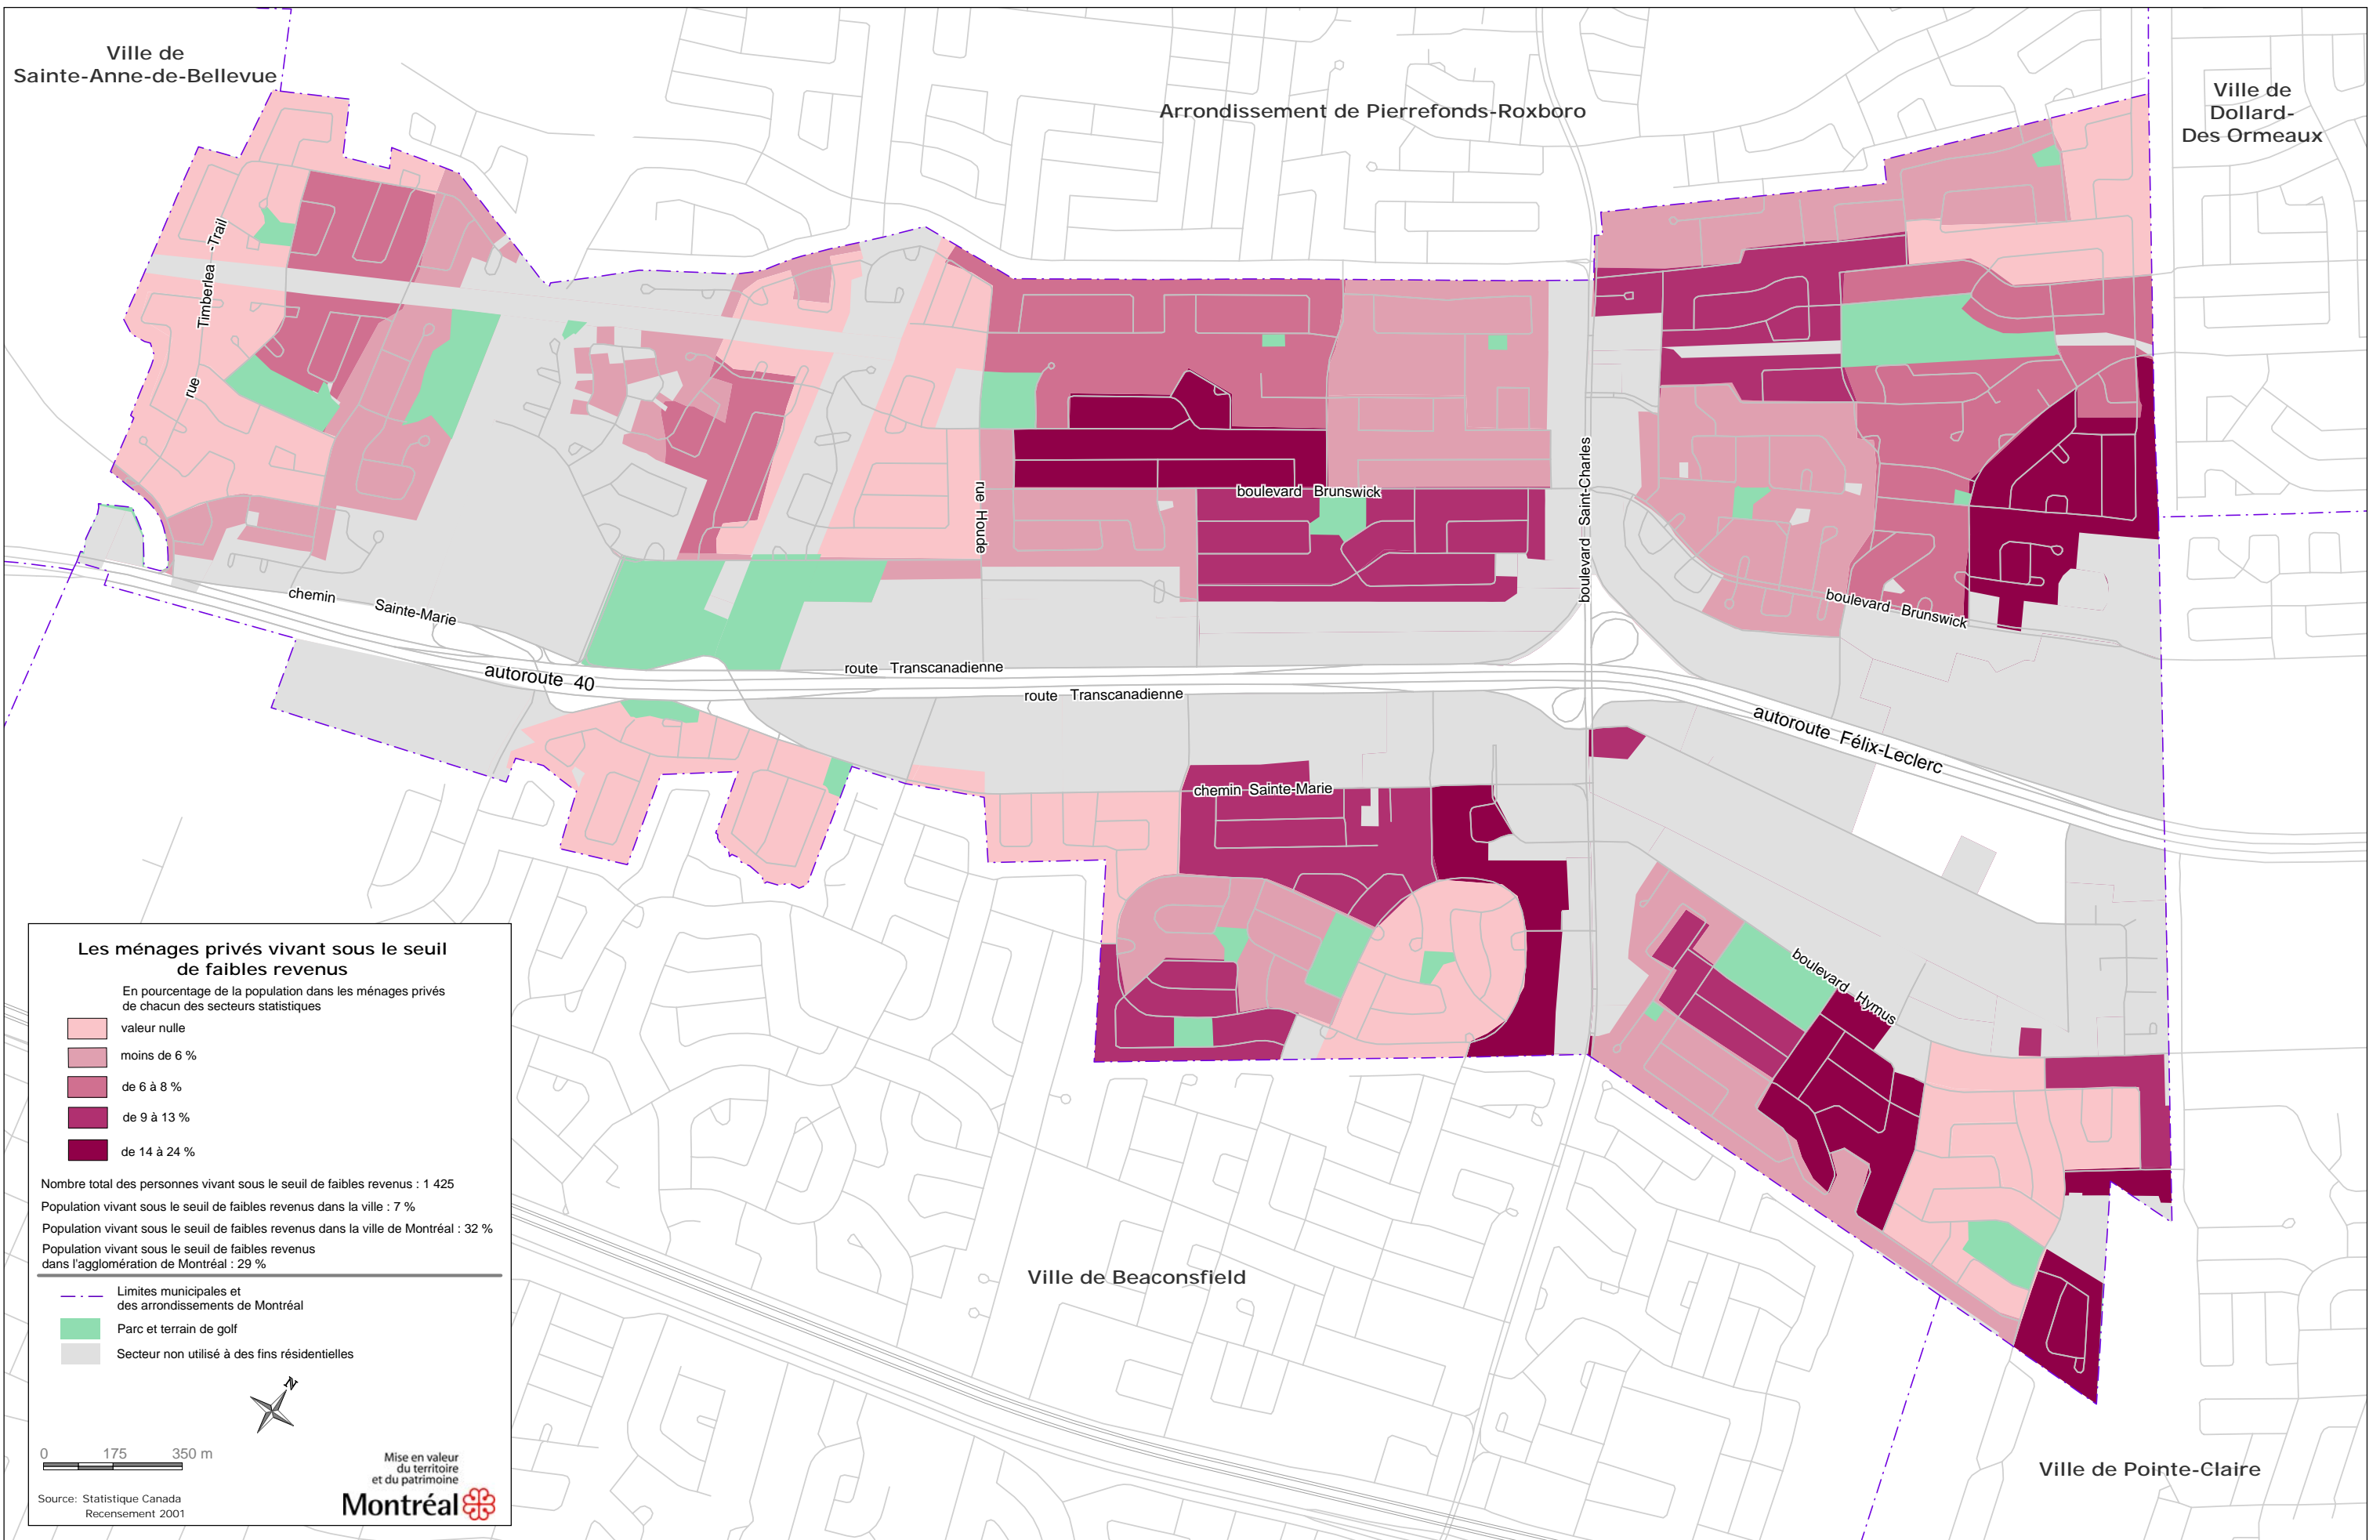 Ville de
Sainte-Anne-de-Bellevue
Arrondissement de Pierrefonds-Roxboro
Ville de
Dollard-
Des Ormeaux
rue Timberlea -Trail
rue Houde
boulevard Brunswick
boulevard Saint-Charles
boulevard Brunswick
chemin Sainte-Marie
autoroute 40
route Transcanadienne
route Transcanadienne
autoroute Félix-Leclerc
chemin Sainte-Marie
boulevard Hymus
Ville de Beaconsfield
Ville de Pointe-Claire
Les ménages privés vivant sous le seuil
de faibles revenus
En pourcentage de la population dans les ménages privés
de chacun des secteurs statistiques
valeur nulle
moins de 6 %
de 6 à 8 %
de 9 à 13 %
de 14 à 24 %
Nombre total des personnes vivant sous le seuil de faibles revenus : 1 425
Population vivant sous le seuil de faibles revenus dans la ville : 7 %
Population vivant sous le seuil de faibles revenus dans la ville de Montréal : 32 %
Population vivant sous le seuil de faibles revenus
dans l'agglomération de Montréal : 29 %
Limites municipales et
des arrondissements de Montréal
Parc et terrain de golf
Secteur non utilisé à des fins résidentielles
N
0 175 350 m
Mise en valeur
du territoire
et du patrimoine
Montréal
Source: Statistique Canada
Recensement 2001